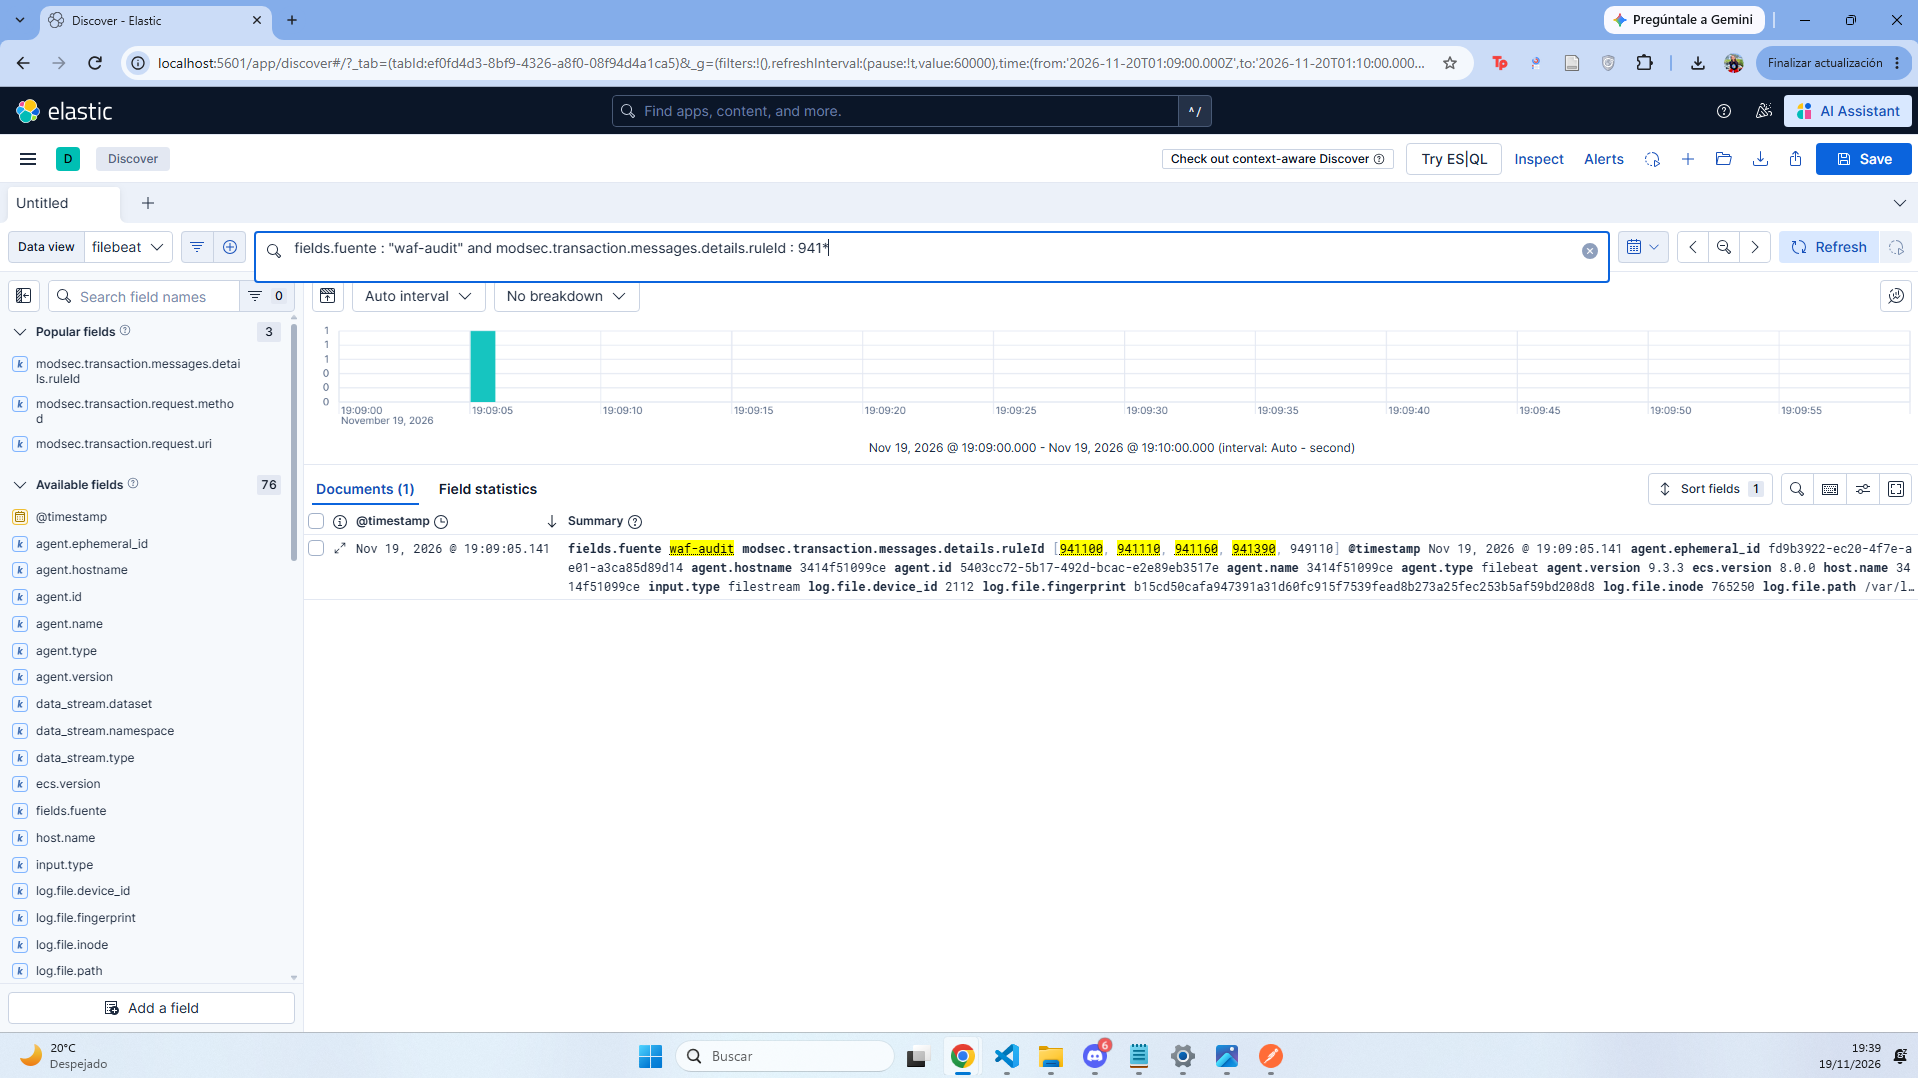 Discover - Elastic
Pregúntale a Gemini
localhost:5601/app/discover#/?_tab=(tabId:ef0fd4d3-8bf9-4326-a8f0-08f94d4a1ca5)&_g=(filters:!(),refreshInterval:(pause:!t,value:60000),time:(from:'2026-11-20T01:09:00.000Z',to:'2026-11-20T01:10:00.000...
Finalizar actualización
elastic
Find apps, content, and more.
^ /
AI Assistant
D
Discover
Check out context-aware Discover
Try ES|QL
Inspect
Alerts
Save
Untitled
Data view
filebeat
fields.fuente : "waf-audit" and modsec.transaction.messages.details.ruleId : 941*
Refresh
Search field names
0
Auto interval
No breakdown
Popular fields
3
modsec.transaction.messages.detai
ls.ruleId
modsec.transaction.request.metho
d
modsec.transaction.request.uri
Available fields
76
@timestamp
agent.ephemeral_id
agent.hostname
agent.id
agent.name
agent.type
agent.version
data_stream.dataset
data_stream.namespace
data_stream.type
ecs.version
fields.fuente
host.name
input.type
log.file.device_id
log.file.fingerprint
log.file.inode
log.file.path
Add a field
1
1
1
0
0
0
19:09:00
November 19, 2026
19:09:05
19:09:10
19:09:15
19:09:20
19:09:25
19:09:30
19:09:35
19:09:40
19:09:45
19:09:50
19:09:55
Nov 19, 2026 @ 19:09:00.000 - Nov 19, 2026 @ 19:10:00.000 (interval: Auto - second)
Documents (1)
Field statistics
Sort fields
1
@timestamp
Summary
Nov 19, 2026 @ 19:09:05.141
fields.fuente waf-audit modsec.transaction.messages.details.ruleId [941100, 941110, 941160, 941390, 949110] @timestamp Nov 19, 2026 @ 19:09:05.141 agent.ephemeral_id fd9b3922-ec20-4f7e-a
e01-a3ca85d89d14 agent.hostname 3414f51099ce agent.id 5403cc72-5b17-492d-bcac-e2e89eb3517e agent.name 3414f51099ce agent.type filebeat agent.version 9.3.3 ecs.version 8.0.0 host.name 34
14f51099ce input.type filestream log.file.device_id 2112 log.file.fingerprint b15cd50cafa947391a31d60fc915f7539fead8b273a25fec253b5af59bd208d8 log.file.inode 765250 log.file.path /var/l…
20°C
Despejado
Buscar
6
19:39
19/11/2026